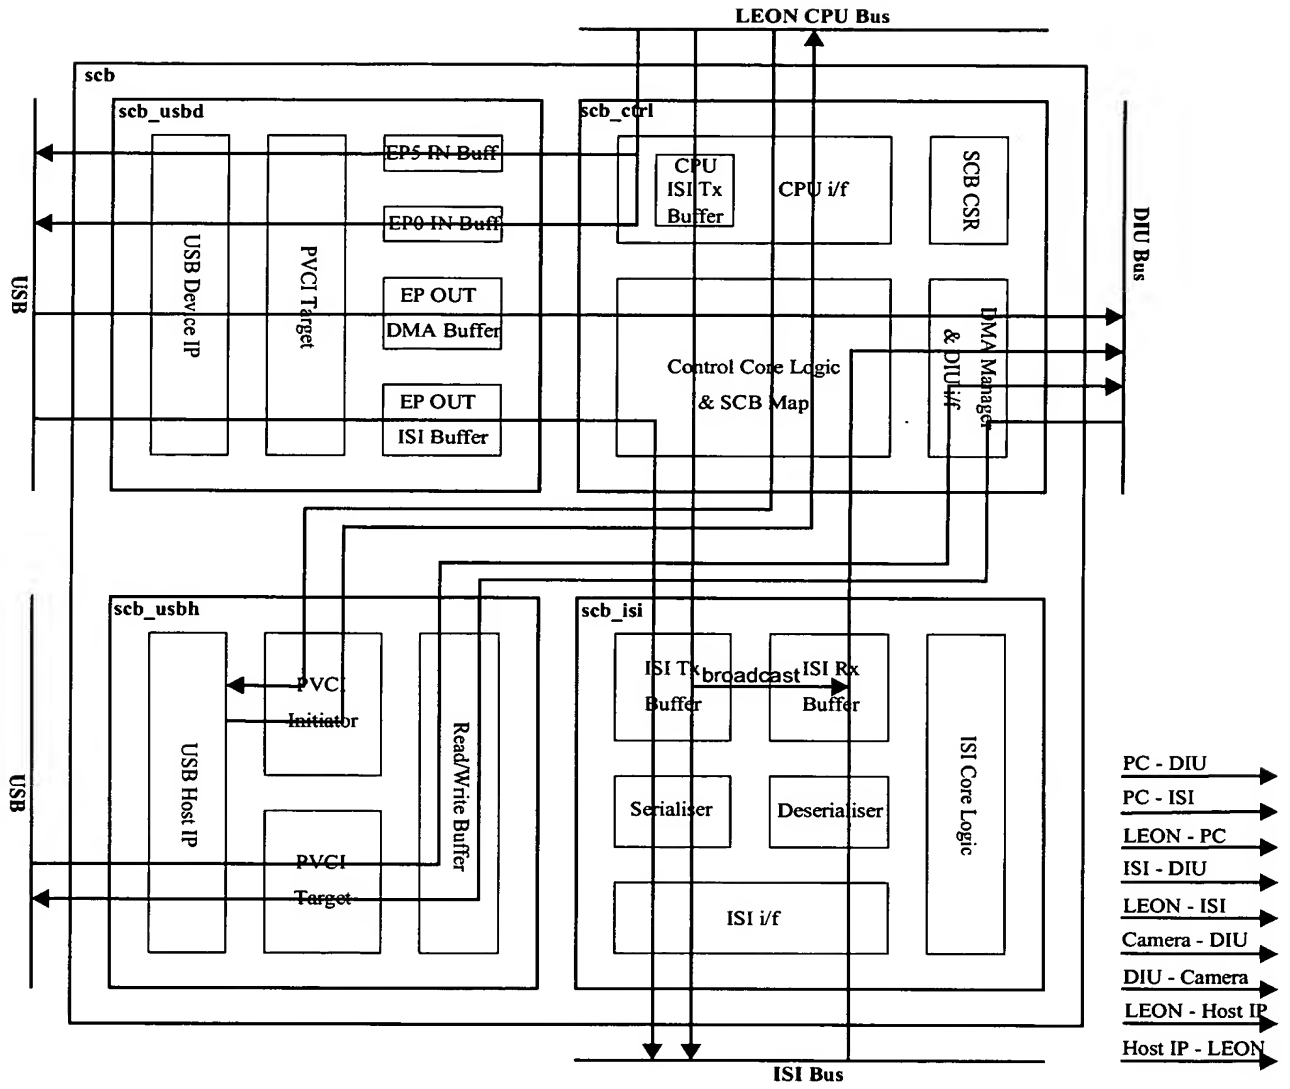 LEON CPU Bus
scb
scb_usbd
scb_ctrl
EP5 IN Buff
EP0 IN Buff
EP OUT
DMA Buffer
EP OUT
ISI Buffer
USB Device IP
PVCI Target
USB
CPU
ISI Tx
Buffer
CPU i/f
SCB CSR
Control Core Logic
& SCB Map
DMA Manager
& DIU i/f
DIU Bus
scb_usbh
scb_isi
PVCI
Initiator
PVCI
Target
USB Host IP
Read/Write Buffer
USB
ISI Tx
Buffer
broadcast
ISI Rx
Buffer
Serialiser
Deserialiser
ISI i/f
ISI Core Logic
ISI Bus
PC - DIU
PC - ISI
LEON - PC
ISI - DIU
LEON - ISI
Camera - DIU
DIU - Camera
LEON - Host IP
Host IP - LEON